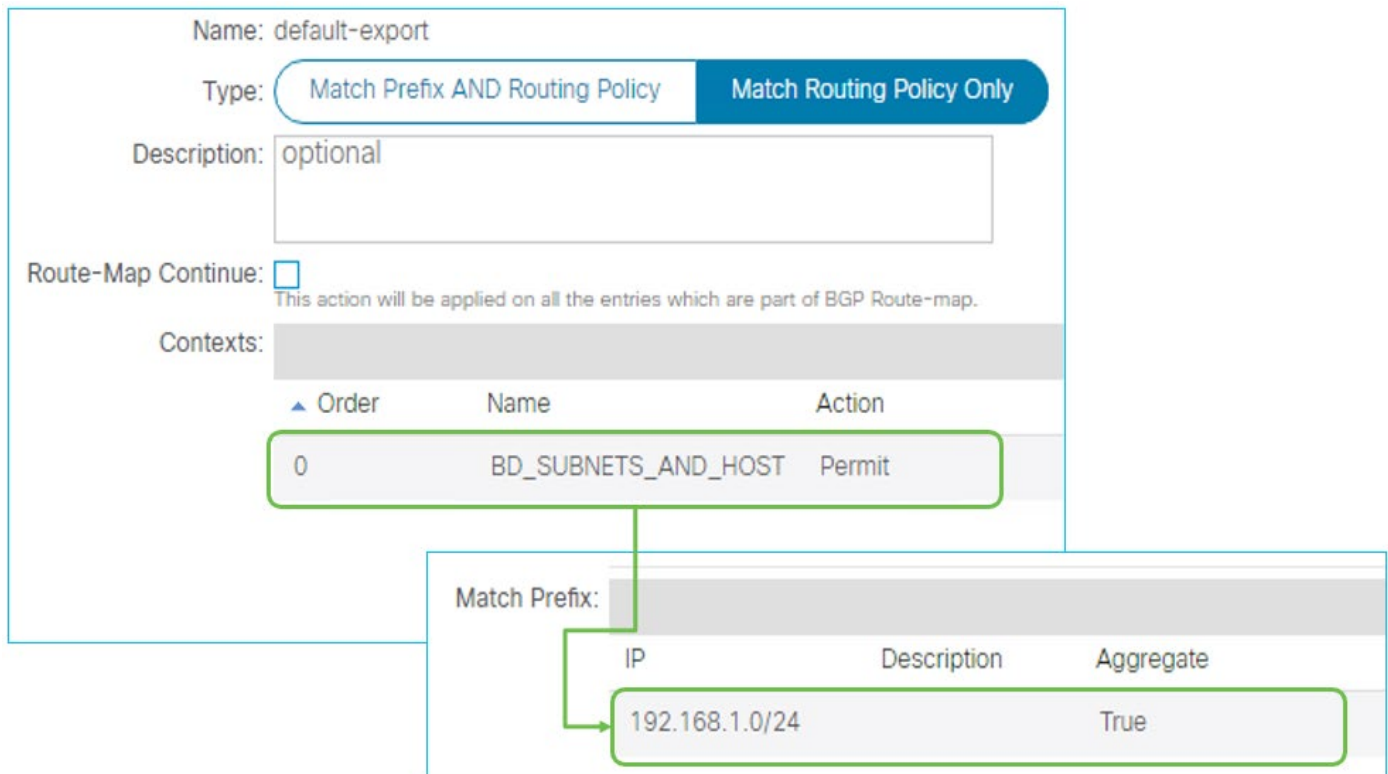 Name: default-export
Type: Match Prefix AND Routing Policy Match Routing Policy Only
Description: optional
Route-Map Continue:
This action will be applied on all the entries which are part of BGP Route-map.
Contexts:
Order Name Action
0 BD_SUBNETS_AND_HOST Permit
Match Prefix:
IP Description Aggregate
192.168.1.0/24 True